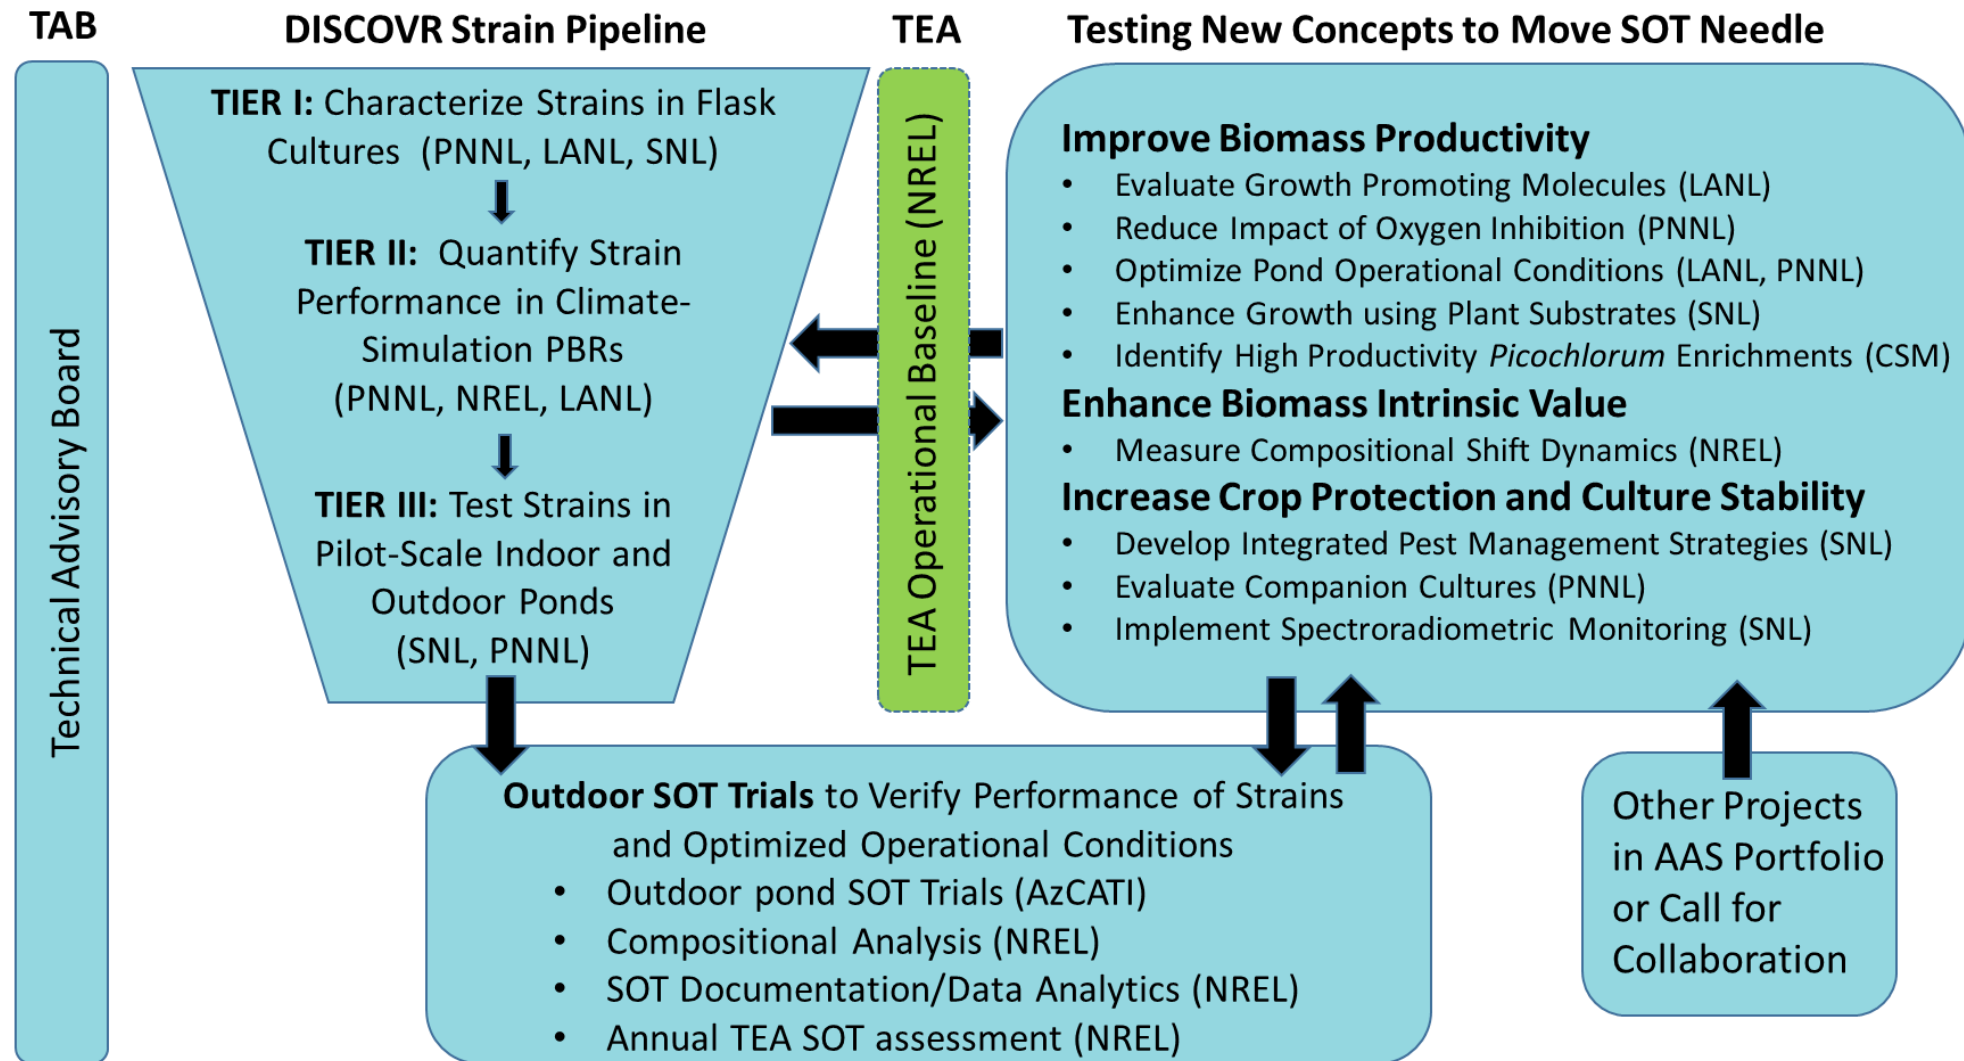 TAB
Technical Advisory Board
DISCOVR Strain Pipeline
TIER I: Characterize Strains in Flask
Cultures (PNNL, LANL, SNL)
TIER II: Quantify Strain
Performance in Climate-
Simulation PBRs
(PNNL, NREL, LANL)
TIER III: Test Strains in
Pilot-Scale Indoor and
Outdoor Ponds
(SNL, PNNL)
TEA
TEA Operational Baseline (NREL)
Testing New Concepts to Move SOT Needle
Improve Biomass Productivity
• Evaluate Growth Promoting Molecules (LANL)
• Reduce Impact of Oxygen Inhibition (PNNL)
• Optimize Pond Operational Conditions (LANL, PNNL)
• Enhance Growth using Plant Substrates (SNL)
• Identify High Productivity Picochlorum Enrichments (CSM)
Enhance Biomass Intrinsic Value
• Measure Compositional Shift Dynamics (NREL)
Increase Crop Protection and Culture Stability
• Develop Integrated Pest Management Strategies (SNL)
• Evaluate Companion Cultures (PNNL)
• Implement Spectroradiometric Monitoring (SNL)
Outdoor SOT Trials to Verify Performance of Strains
and Optimized Operational Conditions
• Outdoor pond SOT Trials (AzCATI)
• Compositional Analysis (NREL)
• SOT Documentation/Data Analytics (NREL)
• Annual TEA SOT assessment (NREL)
Other Projects
in AAS Portfolio
or Call for
Collaboration